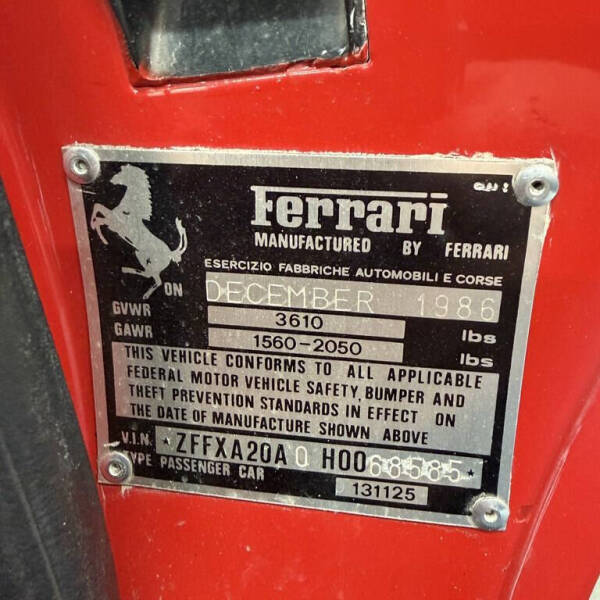 Ferrari
MANUFACTURED BY FERRARI
ESERCIZIO FABBRICHE AUTOMOBILI E CORSE
ON DECEMBER 1986
GVWR 3610 lbs
GAWR 1560-2050 lbs
THIS VEHICLE CONFORMS TO ALL APPLICABLE
FEDERAL MOTOR VEHICLE SAFETY, BUMPER AND
THEFT PREVENTION STANDARDS IN EFFECT ON
THE DATE OF MANUFACTURE SHOWN ABOVE
V.I.N. *ZFFXA20A0H0068585*
TYPE PASSENGER CAR 131125